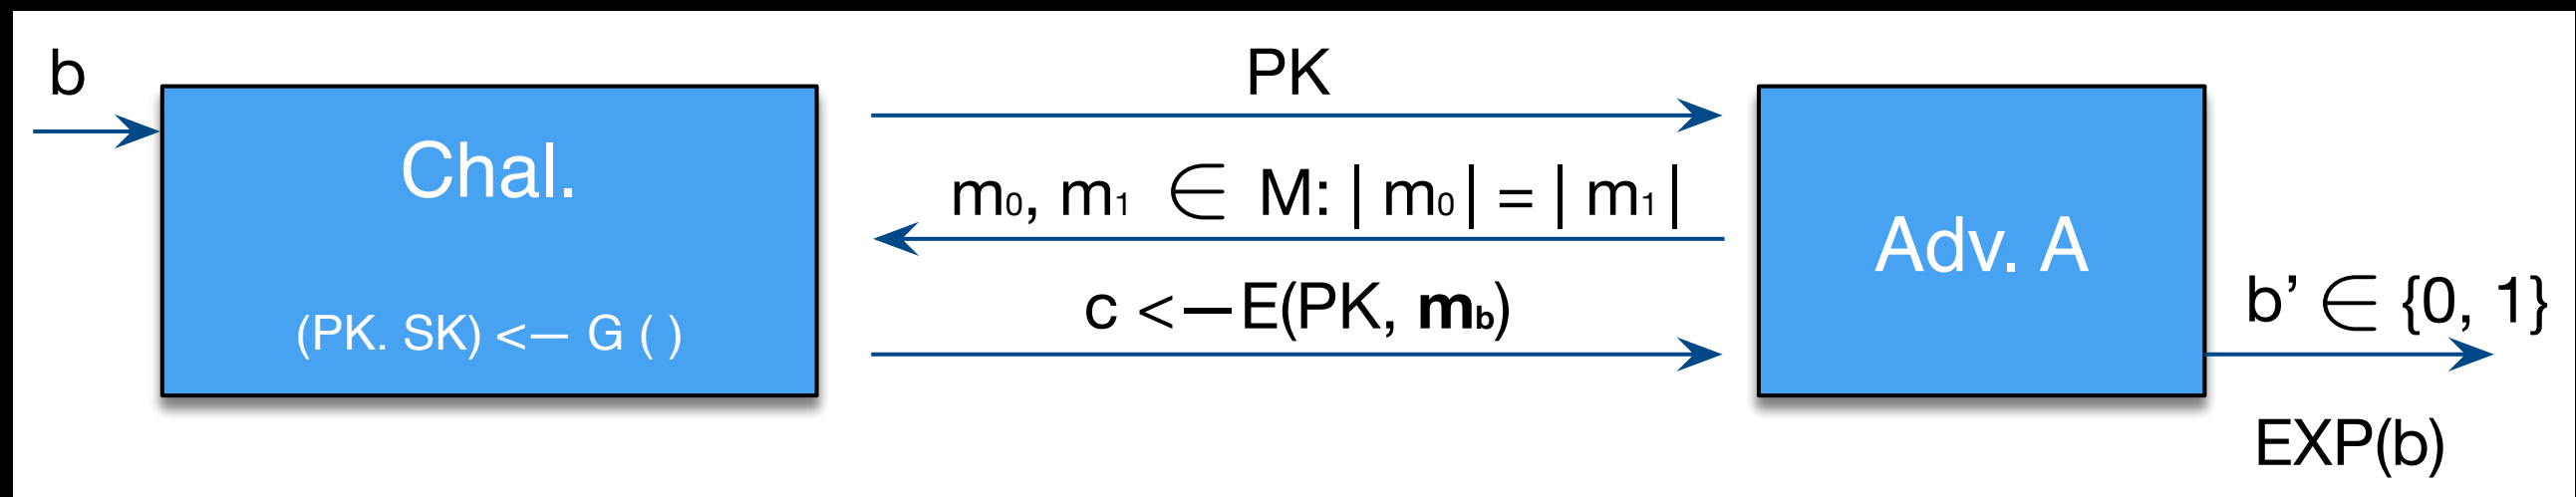 b
Chal.
(PK. SK) <— G ( )
PK
m₀, m₁ ∈ M: | m₀ | = | m₁ |
c <— E(PK, m_b)
Adv. A
b’ ∈ {0, 1}
EXP(b)